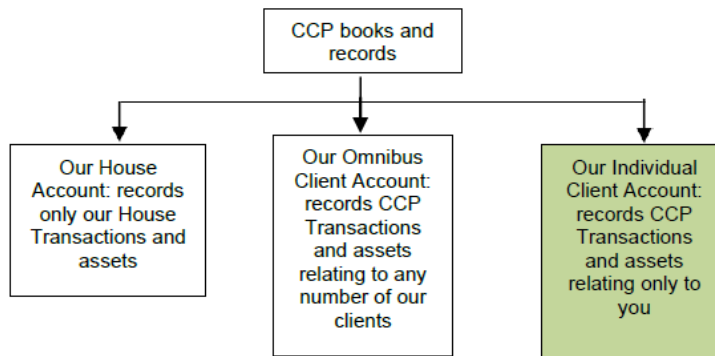 CCP books and
records
Our House
Account: records
only our House
Transactions and
assets
Our Omnibus
Client Account:
records CCP
Transactions
and assets
relating to any
number of our
clients
Our Individual
Client Account:
records CCP
Transactions
and assets
relating only to
you